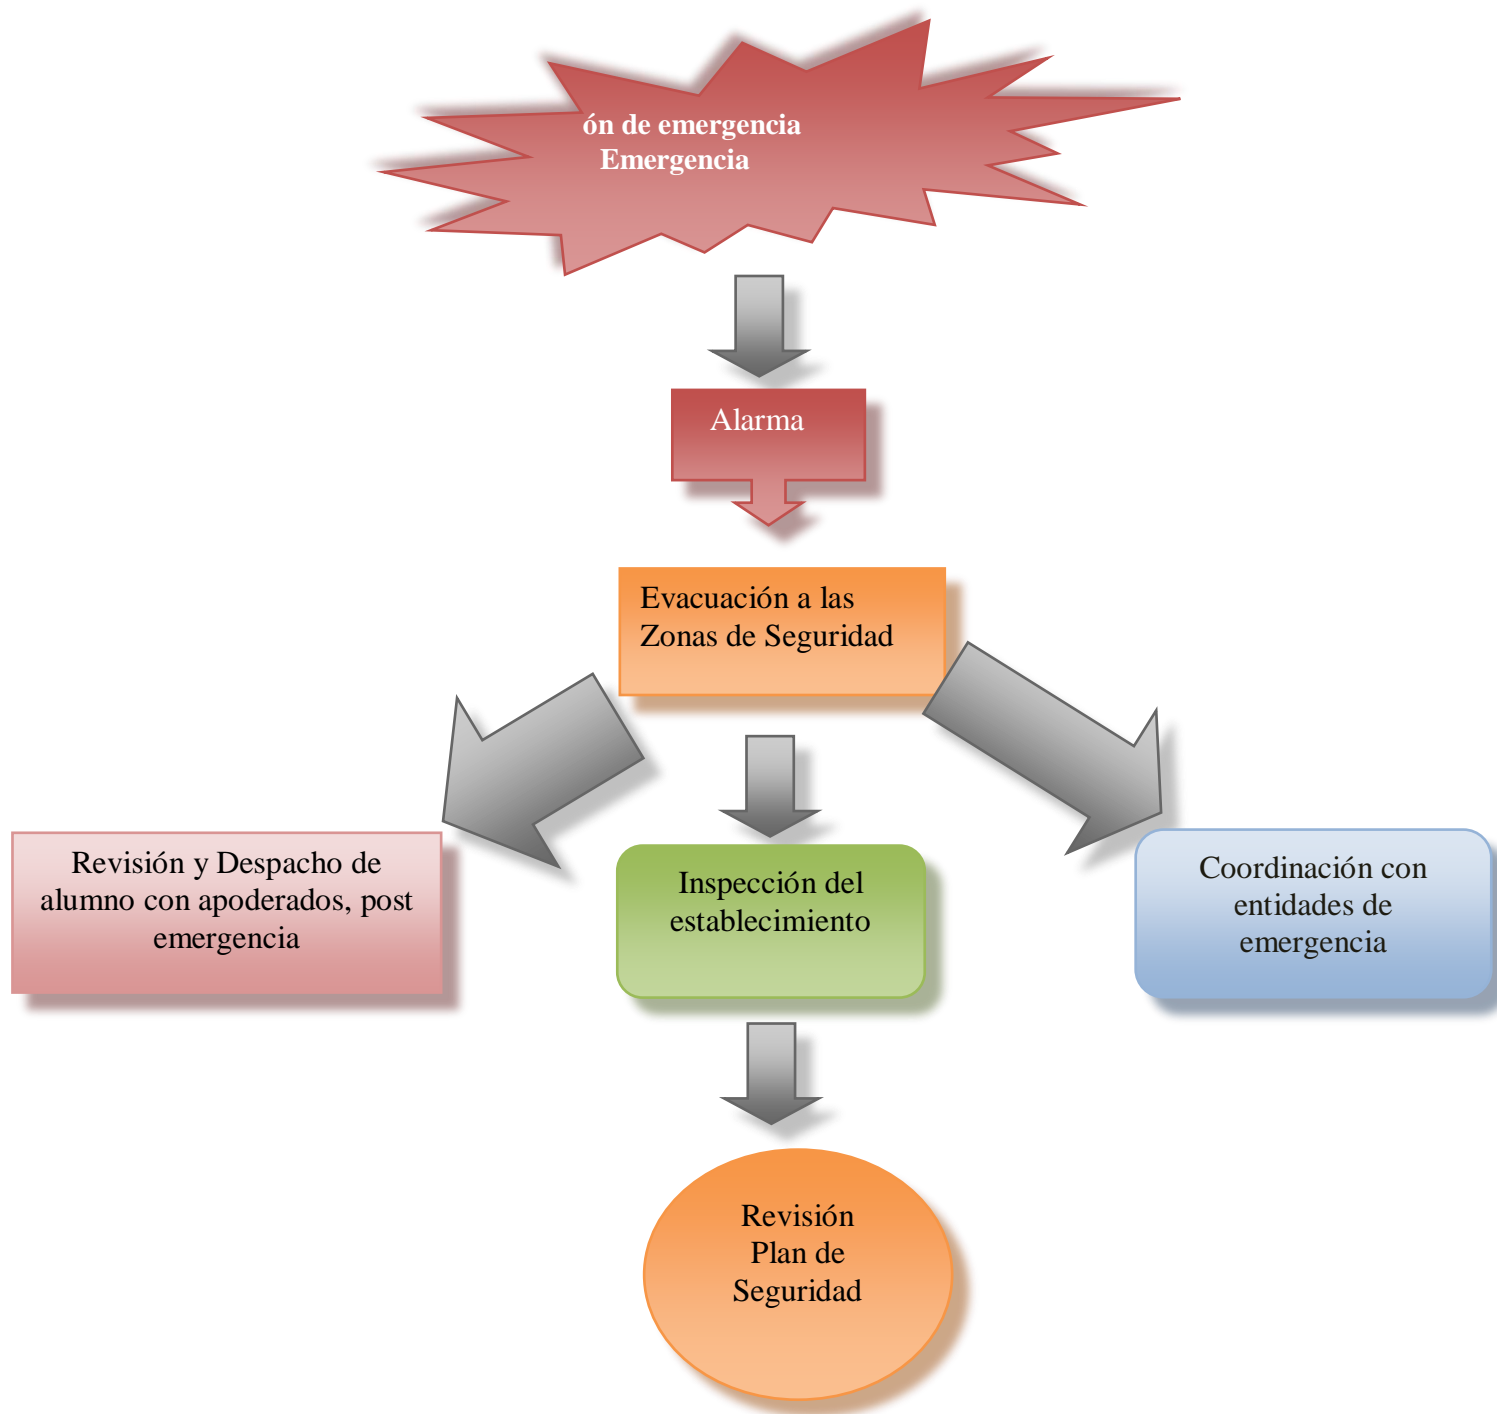 ón de emergencia
Emergencia
Alarma
Evacuación a las
Zonas de Seguridad
Revisión y Despacho de
alumno con apoderados, post
emergencia
Inspección del
establecimiento
Coordinación con
entidades de
emergencia
Revisión
Plan de
Seguridad